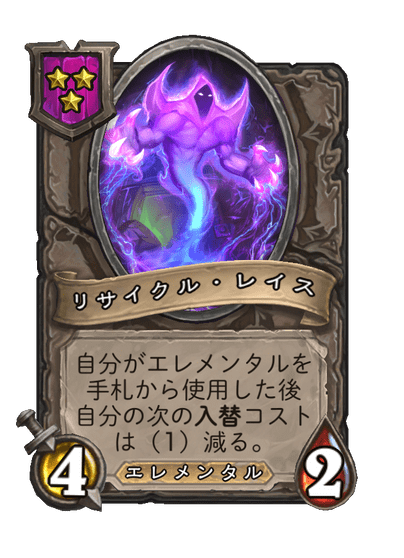 リサイクル・レイス
自分がエレメンタルを
手札から使用した後
自分の次の入替コスト
は（1）減る。
4
エレメンタル
2